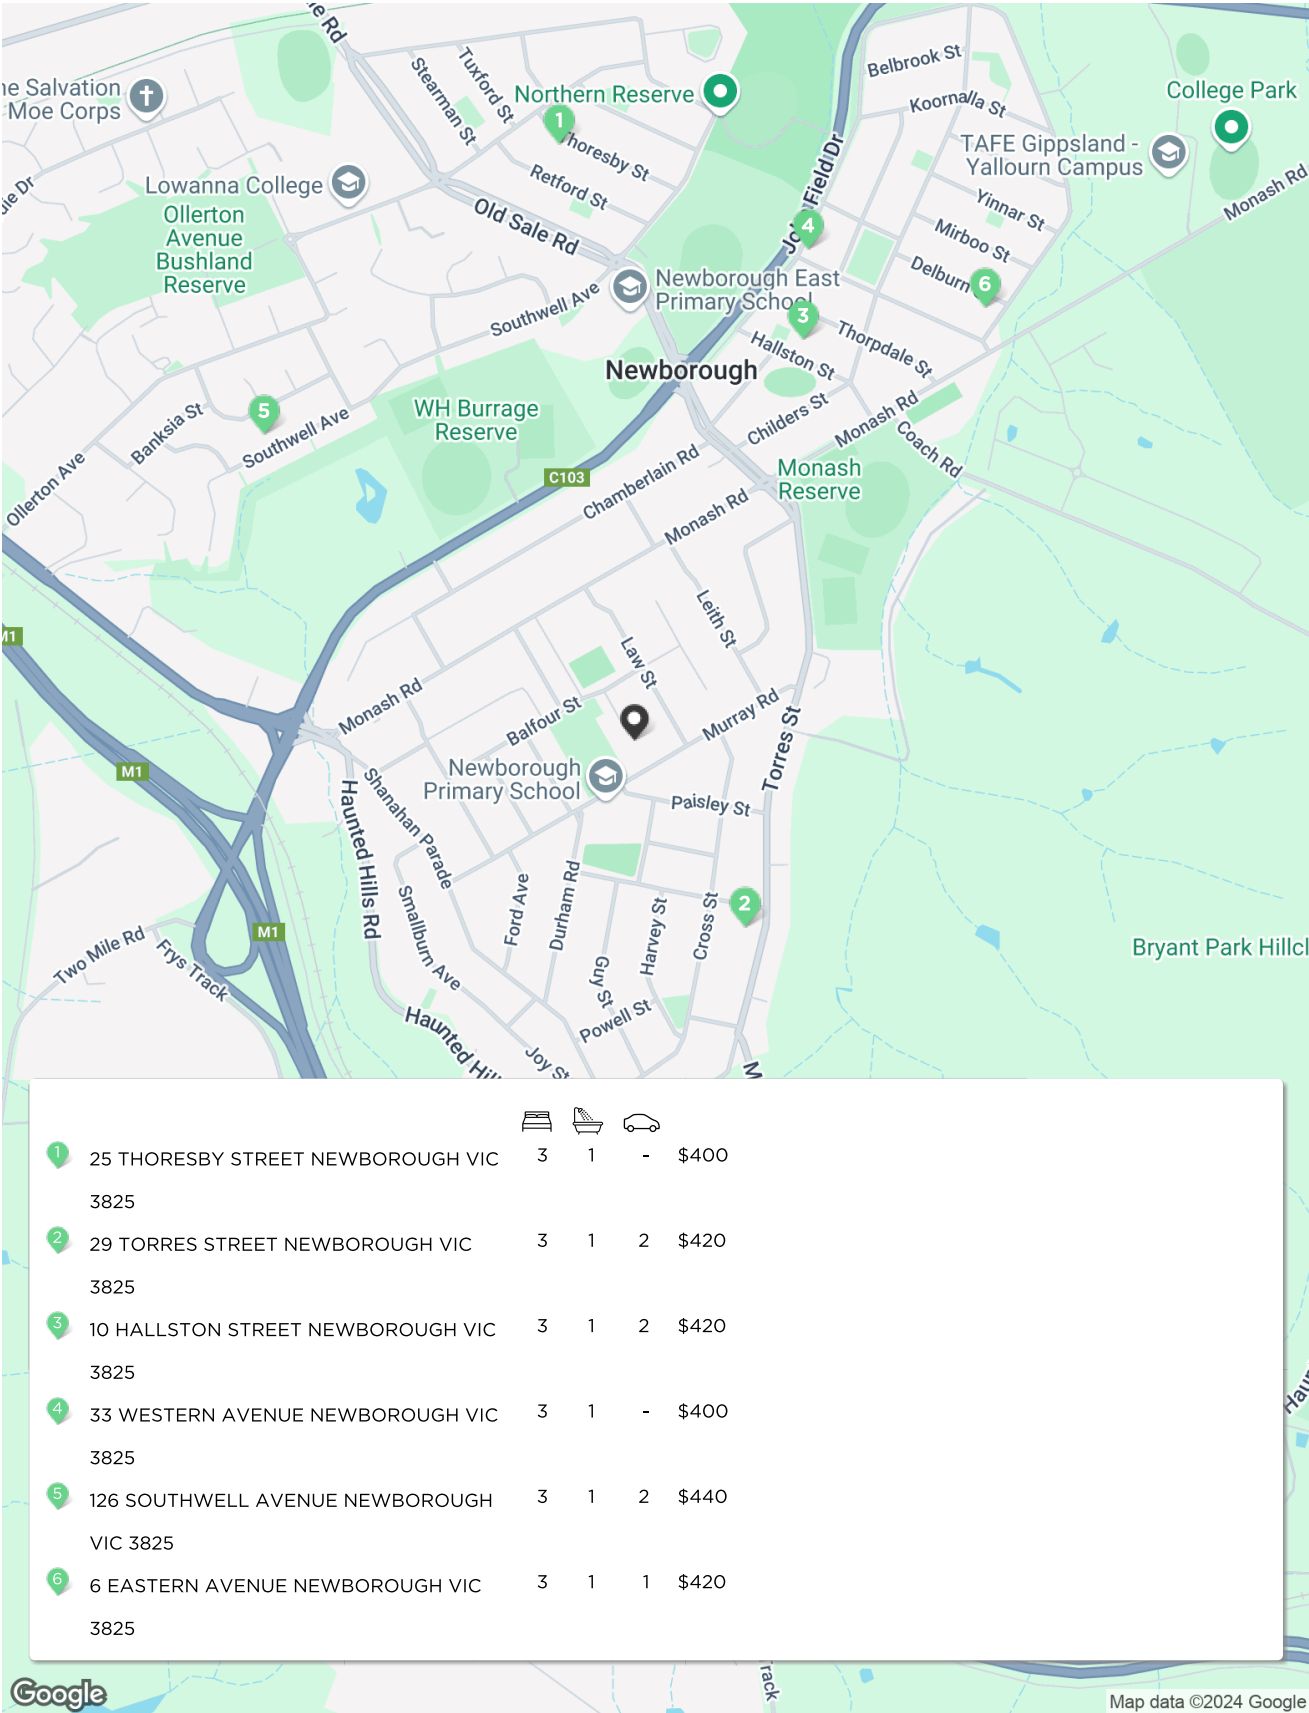 Belbrook St
Tuxford St
Stearman St
he Salvation
Moe Corps
Northern Reserve
College Park
Koornalla St
1
Thoresby St
TAFE Gippsland -
Yallourn Campus
Lowanna College
Retford St
Monash Rd
Yinnar St
Ollerton
Avenue
Bushland
Reserve
Old Sale Rd
4
Mirboo St
Newborough East
Primary School
Delburn
6
Southwell Ave
3
Thorpdale St
Hallston St
Newborough
Banksia St
5
Southwell Ave
WH Burrage
Reserve
Childers St
Monash Rd
Coach Rd
Ollerton Ave
C103
Chamberlain Rd
Monash
Reserve
Monash Rd
Leith St
M1
Law St
Monash Rd
Balfour St
Murray Rd
Torres St
M1
Newborough
Primary School
Shanahan Parade
Haunted Hills Rd
Paisley St
Ford Ave
Durham Rd
Smallburn Ave
Harvey St
Cross St
2
M1
Two Mile Rd
Frys Track
Guy St
Powell St
Bryant Park Hillcl
Joy St
1 25 THORESBY STREET NEWBOROUGH VIC 3 1 - $400
3825
2 29 TORRES STREET NEWBOROUGH VIC 3 1 2 $420
3825
3 10 HALLSTON STREET NEWBOROUGH VIC 3 1 2 $420
3825
4 33 WESTERN AVENUE NEWBOROUGH VIC 3 1 - $400
3825
5 126 SOUTHWELL AVENUE NEWBOROUGH 3 1 2 $440
VIC 3825
6 6 EASTERN AVENUE NEWBOROUGH VIC 3 1 1 $420
3825
Google
Map data ©2024 Google